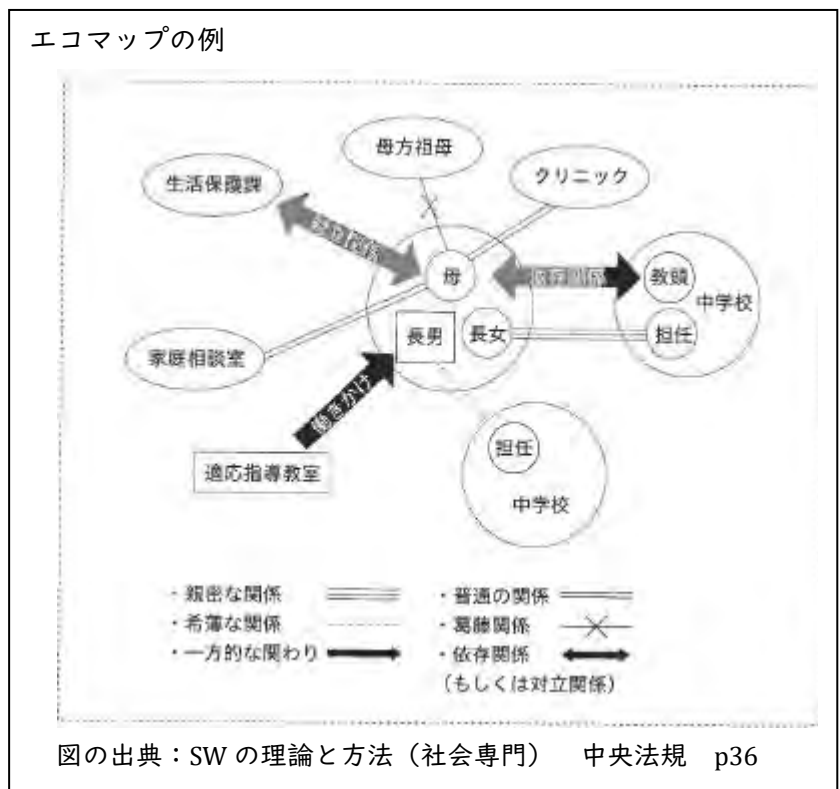 エコマップの例
母方祖母
生活保護課
クリニック
母
教頭
中学校
長男
長女
担任
家庭相談室
働きかけ
適応指導教室
担任
中学校
・親密な関係
・普通の関係
・希薄な関係
・葛藤関係
・一方的な関わり
・依存関係
(もしくは対立関係)
図の出典：SWの理論と方法（社会専門） 中央法規 p36